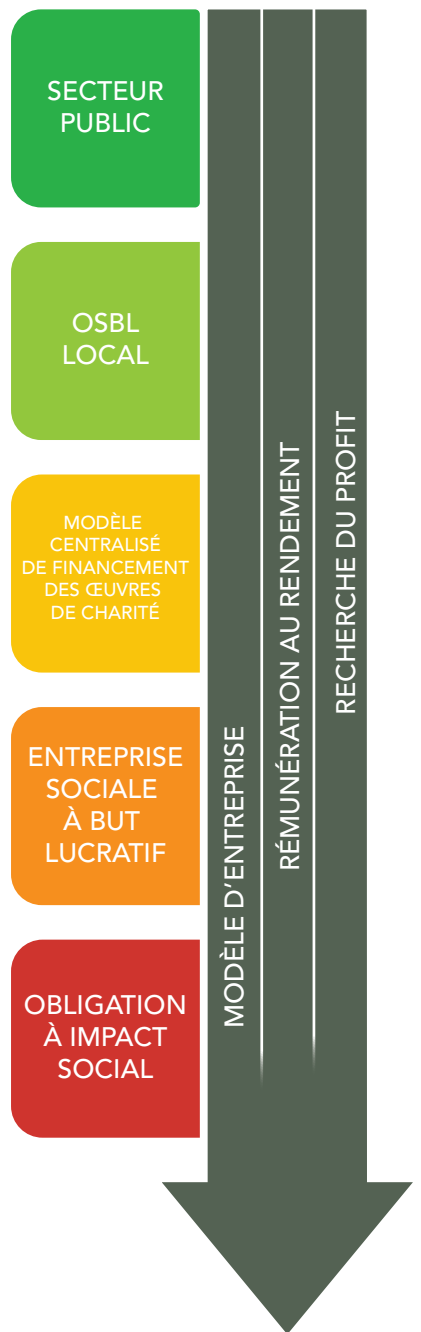 SECTEUR
PUBLIC
OSBL
LOCAL
MODÈLE
CENTRALISÉ
DE FINANCEMENT
DES ŒUVRES
DE CHARITÉ
ENTREPRISE
SOCIALE
À BUT
LUCRATIF
OBLIGATION
À IMPACT
SOCIAL
MODÈLE D’ENTREPRISE
RÉMUNÉRATION AU RENDEMENT
RECHERCHE DU PROFIT